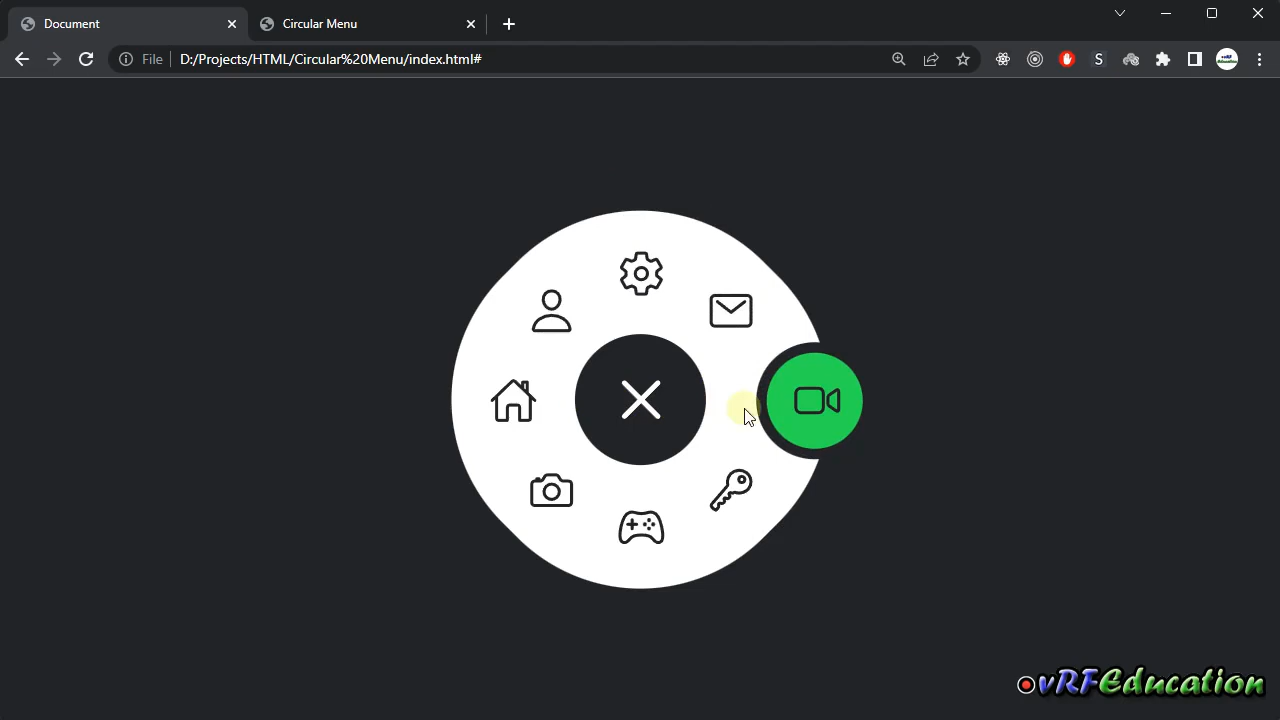 Document
Circular Menu
File
D:/Projects/HTML/Circular%20Menu/index.html#
S
vRFEducation